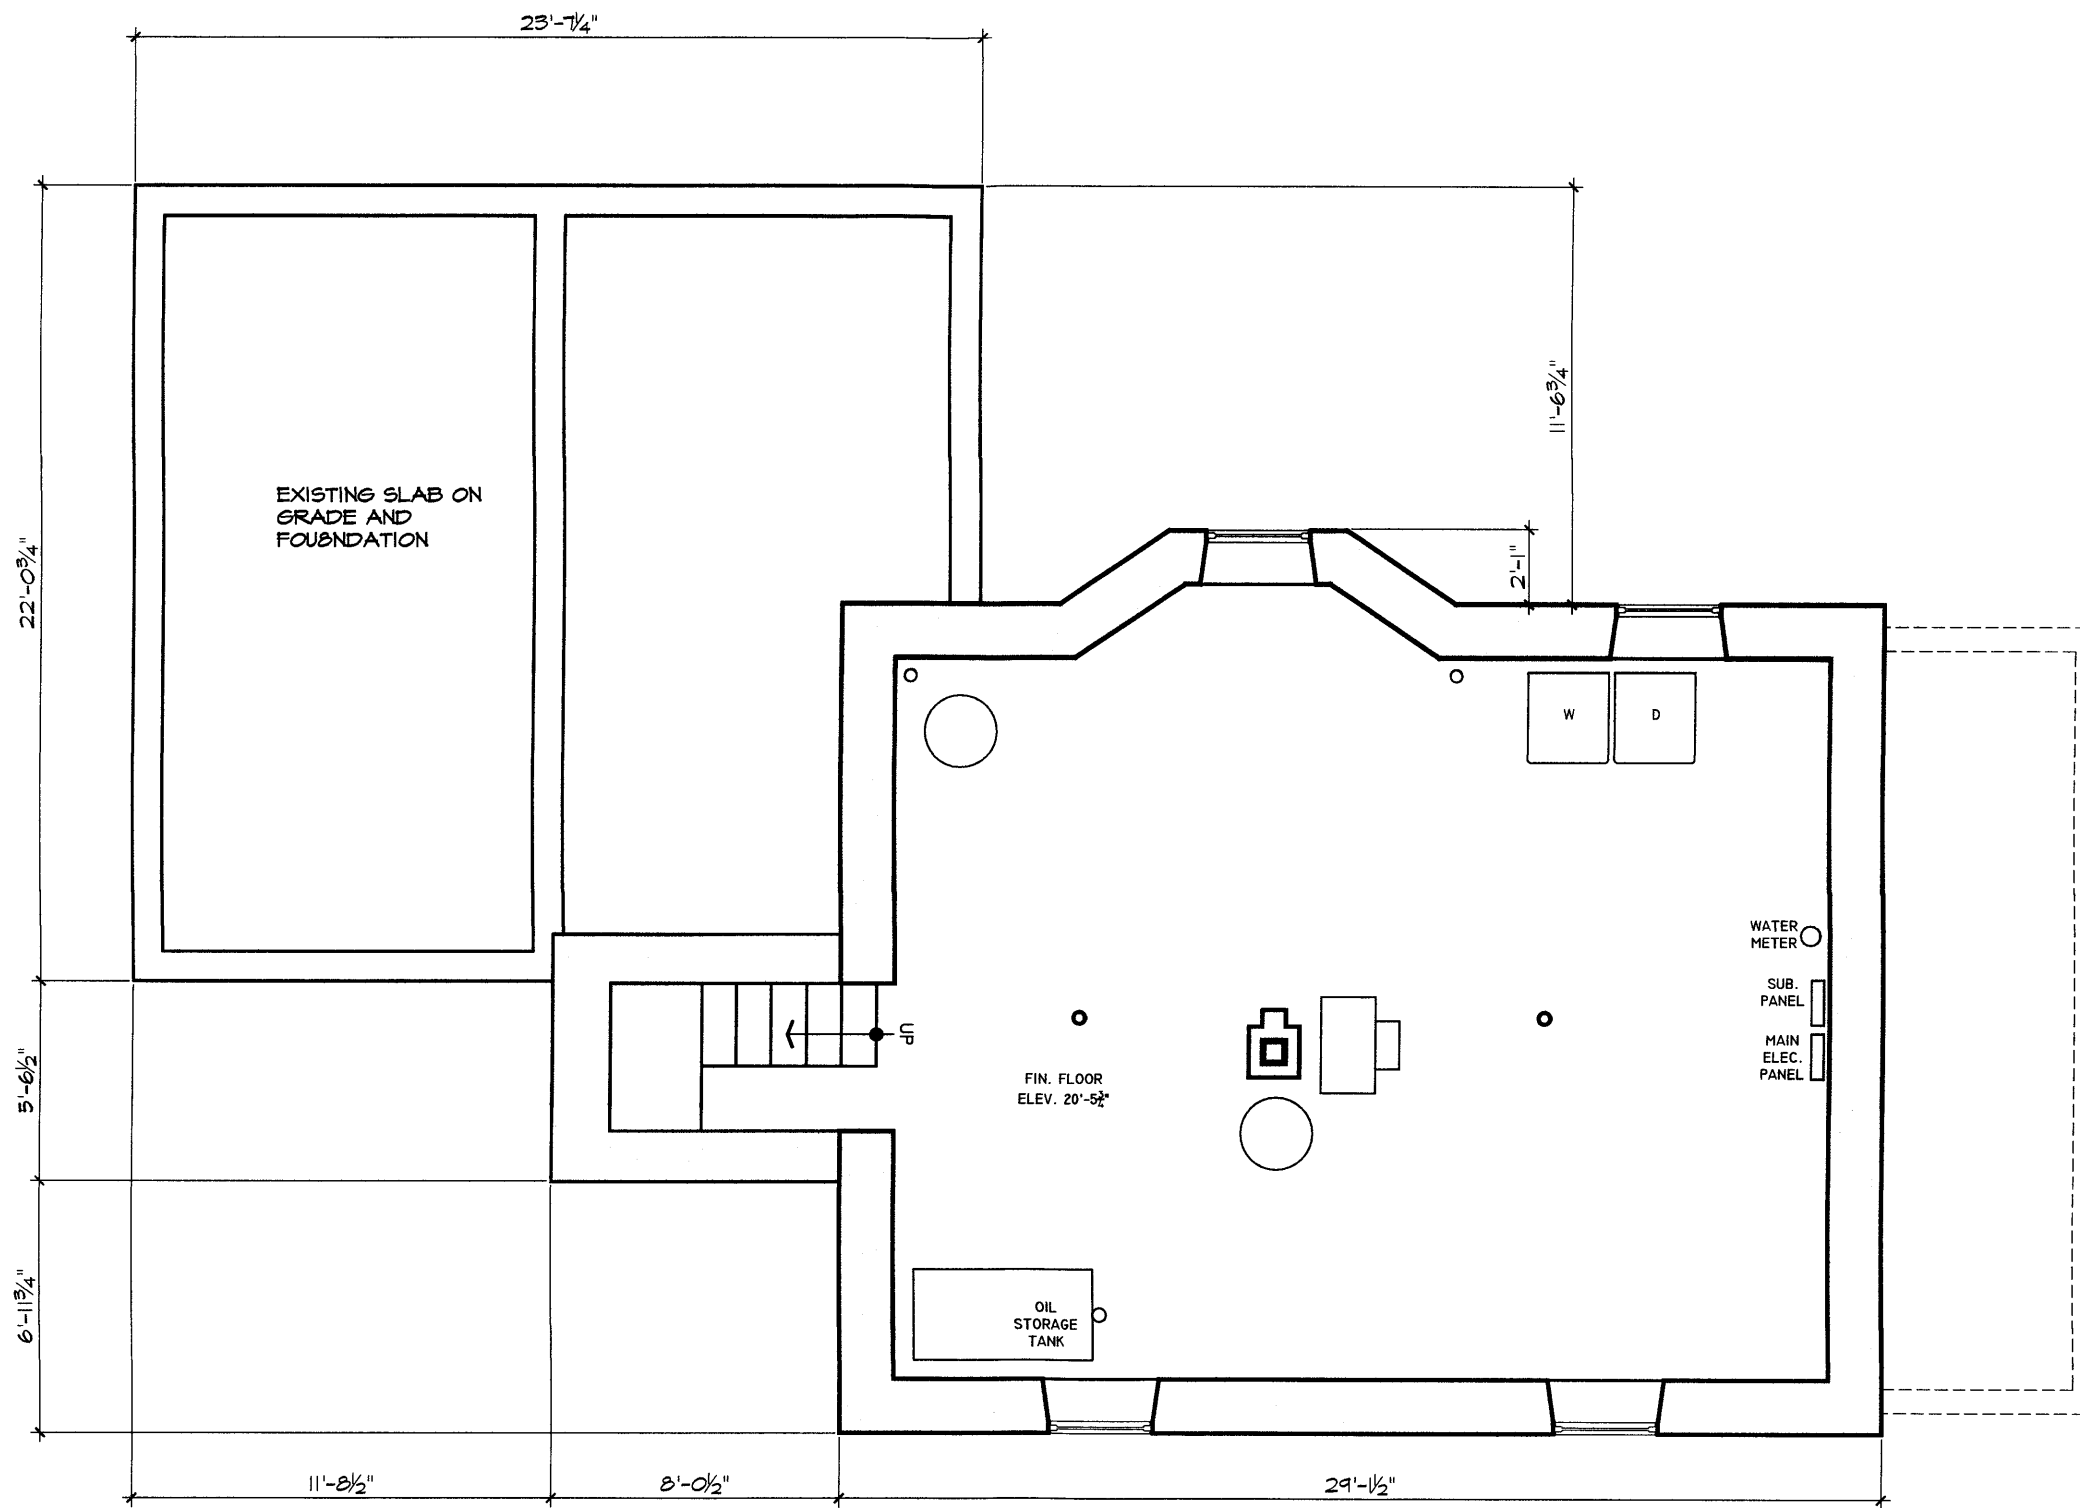 23'-7¼"
11'-6¾"
EXISTING SLAB ON
GRADE AND
FOU8NDATION
22'-0¾"
2'-1"
W
D
WATER
METER
SUB.
PANEL
UP
MAIN
ELEC.
PANEL
FIN. FLOOR
ELEV. 20'-5¾"
5'-6½"
6'-11¾"
OIL
STORAGE
TANK
11'-8½"
8'-0½"
29'-1½"